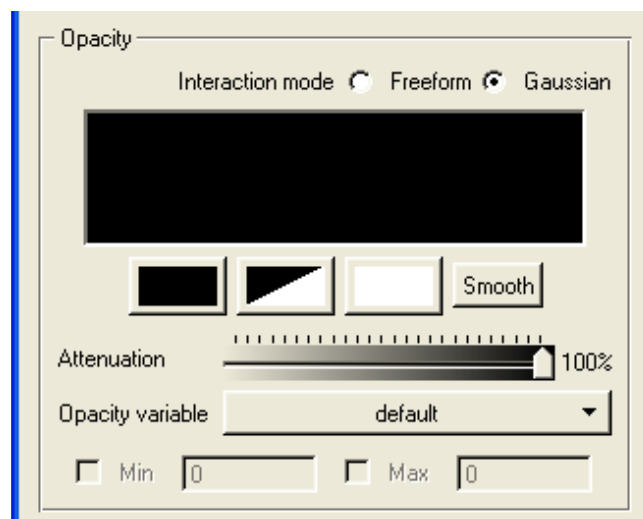 Opacity
Interaction mode Freeform Gaussian
Smooth
Attenuation 100%
Opacity variable default
Min 0 Max 0